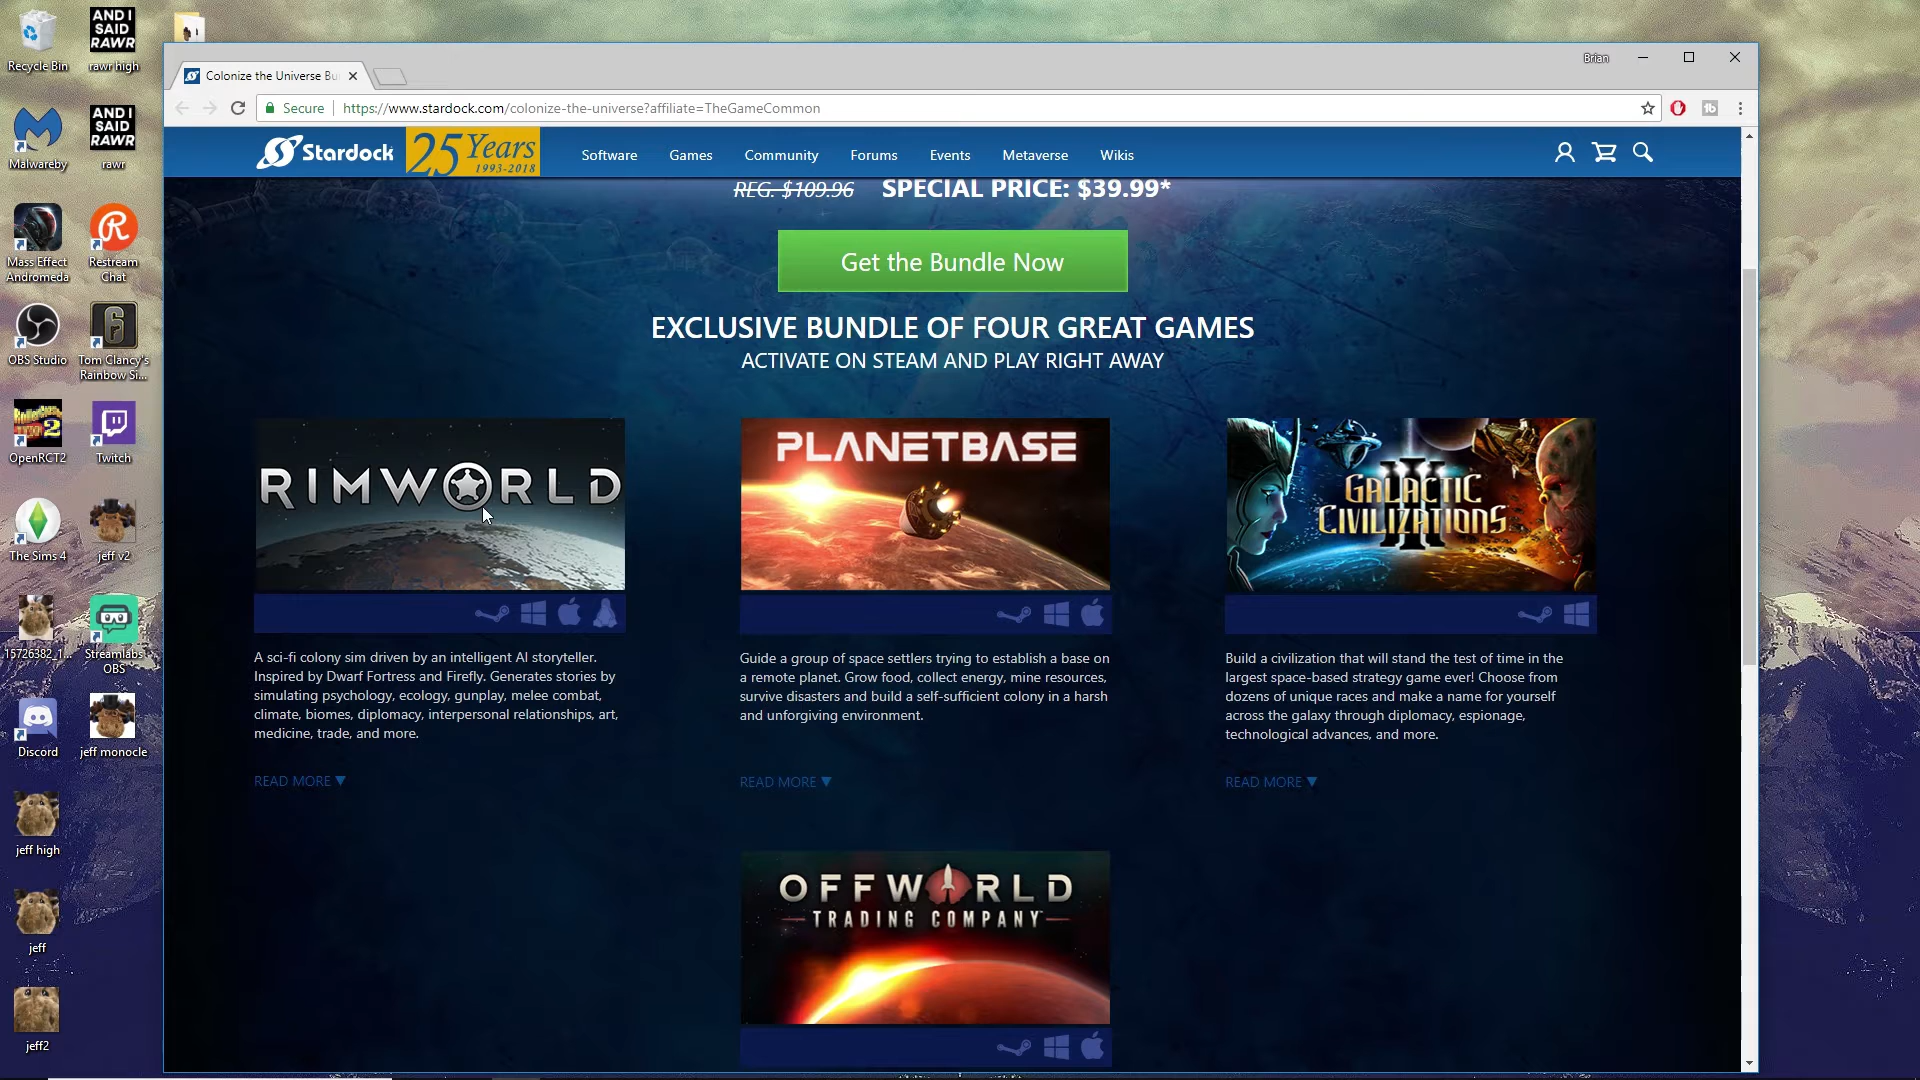 Recycle Bin
AND I
SAID
RAWR
rawr high
Malwareby
AND I
SAID
RAWR
rawr
Mass Effect
Andromeda
Restream
Chat
OBS Studio
Tom Clancy's
Rainbow Si...
OpenRCT2
Twitch
The Sims 4
jeff v2
15726382_1...
Streamlabs
OBS
Discord
jeff monocle
jeff high
jeff
jeff2
Colonize the Universe Bu
Brian
Secure
https://www.stardock.com/colonize-the-universe?affiliate=TheGameCommon
Stardock
25 Years
1993-2018
Software Games Community Forums Events Metaverse Wikis
REG. $109.96 SPECIAL PRICE: $39.99*
Get the Bundle Now
EXCLUSIVE BUNDLE OF FOUR GREAT GAMES
ACTIVATE ON STEAM AND PLAY RIGHT AWAY
RIMWORLD
A sci-fi colony sim driven by an intelligent AI storyteller.
Inspired by Dwarf Fortress and Firefly. Generates stories by
simulating psychology, ecology, gunplay, melee combat,
climate, biomes, diplomacy, interpersonal relationships, art,
medicine, trade, and more.
READ MORE ▼
PLANETBASE
Guide a group of space settlers trying to establish a base on
a remote planet. Grow food, collect energy, mine resources,
survive disasters and build a self-sufficient colony in a harsh
and unforgiving environment.
READ MORE ▼
GALACTIC
CIVILIZATIONS
III
Build a civilization that will stand the test of time in the
largest space-based strategy game ever! Choose from
dozens of unique races and make a name for yourself
across the galaxy through diplomacy, espionage,
technological advances, and more.
READ MORE ▼
OFFWORLD
TRADING COMPANY